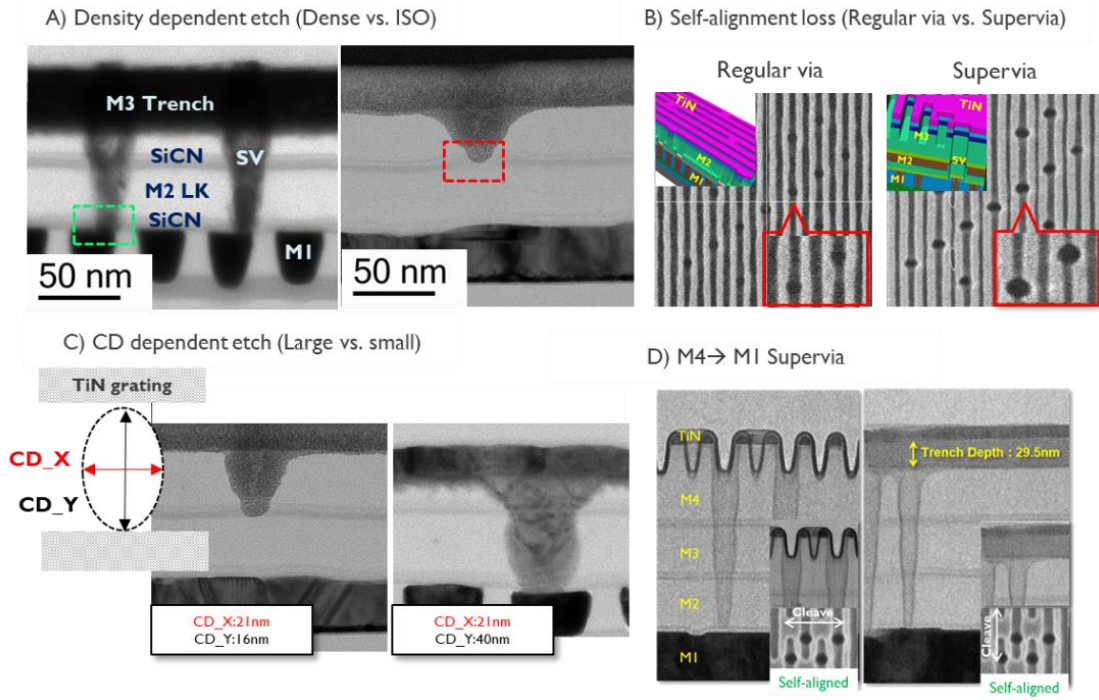 A) Density dependent etch (Dense vs. ISO)
M3 Trench
SiCN
SV
M2 LK
SiCN
M1
50 nm
50 nm
B) Self-alignment loss (Regular via vs. Supervia)
Regular via
Supervia
TiN
M2
M1
TiN
M3
M2
SV
M1
C) CD dependent etch (Large vs. small)
TiN grating
CD_X
CD_Y
CD_X:21nm
CD_Y:16nm
CD_X:21nm
CD_Y:40nm
D) M4→ M1 Supervia
TiN
Trench Depth : 29.5nm
M4
M3
M2
M1
Cleave
Self-aligned
Cleave
Self-aligned